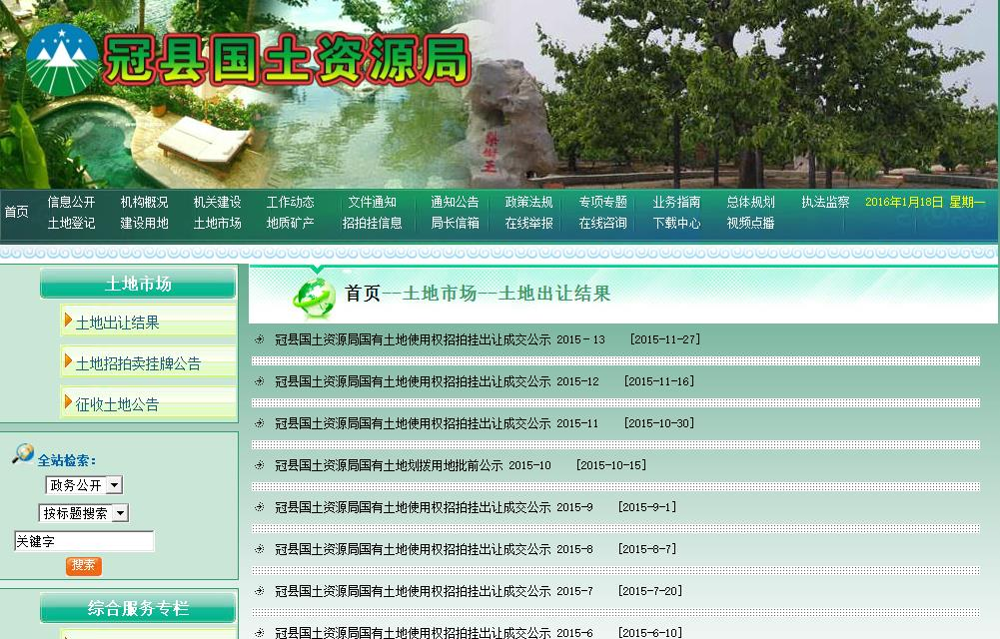 冠县国土资源局
梨树王
首页
信息公开 机构概况 机关建设 工作动态 文件通知 通知公告 政策法规 专项专题 业务指南 总体规划 执法监察 2016年1月18日 星期一
土地登记 建设用地 土地市场 地质矿产 招拍挂信息 局长信箱 在线举报 在线咨询 下载中心 视频点播
土地市场
土地出让结果
土地招拍卖挂牌公告
征收土地公告
全站检索：
政务公开
按标题搜索
关键字
搜索
综合服务专栏
首页--土地市场--土地出让结果
冠县国土资源局国有土地使用权招拍挂出让成交公示 2015－13 [2015-11-27]
冠县国土资源局国有土地使用权招拍挂出让成交公示 2015-12 [2015-11-16]
冠县国土资源局国有土地使用权招拍挂出让成交公示 2015-11 [2015-10-30]
冠县国土资源局国有土地划拨用地批前公示 2015-10 [2015-10-15]
冠县国土资源局国有土地使用权招拍挂出让成交公示 2015-9 [2015-9-1]
冠县国土资源局国有土地使用权招拍挂出让成交公示 2015-8 [2015-8-7]
冠县国土资源局国有土地使用权招拍挂出让成交公示 2015-7 [2015-7-20]
冠县国土资源局国有土地使用权招拍挂出让成交公示 2015-6 [2015-6-10]